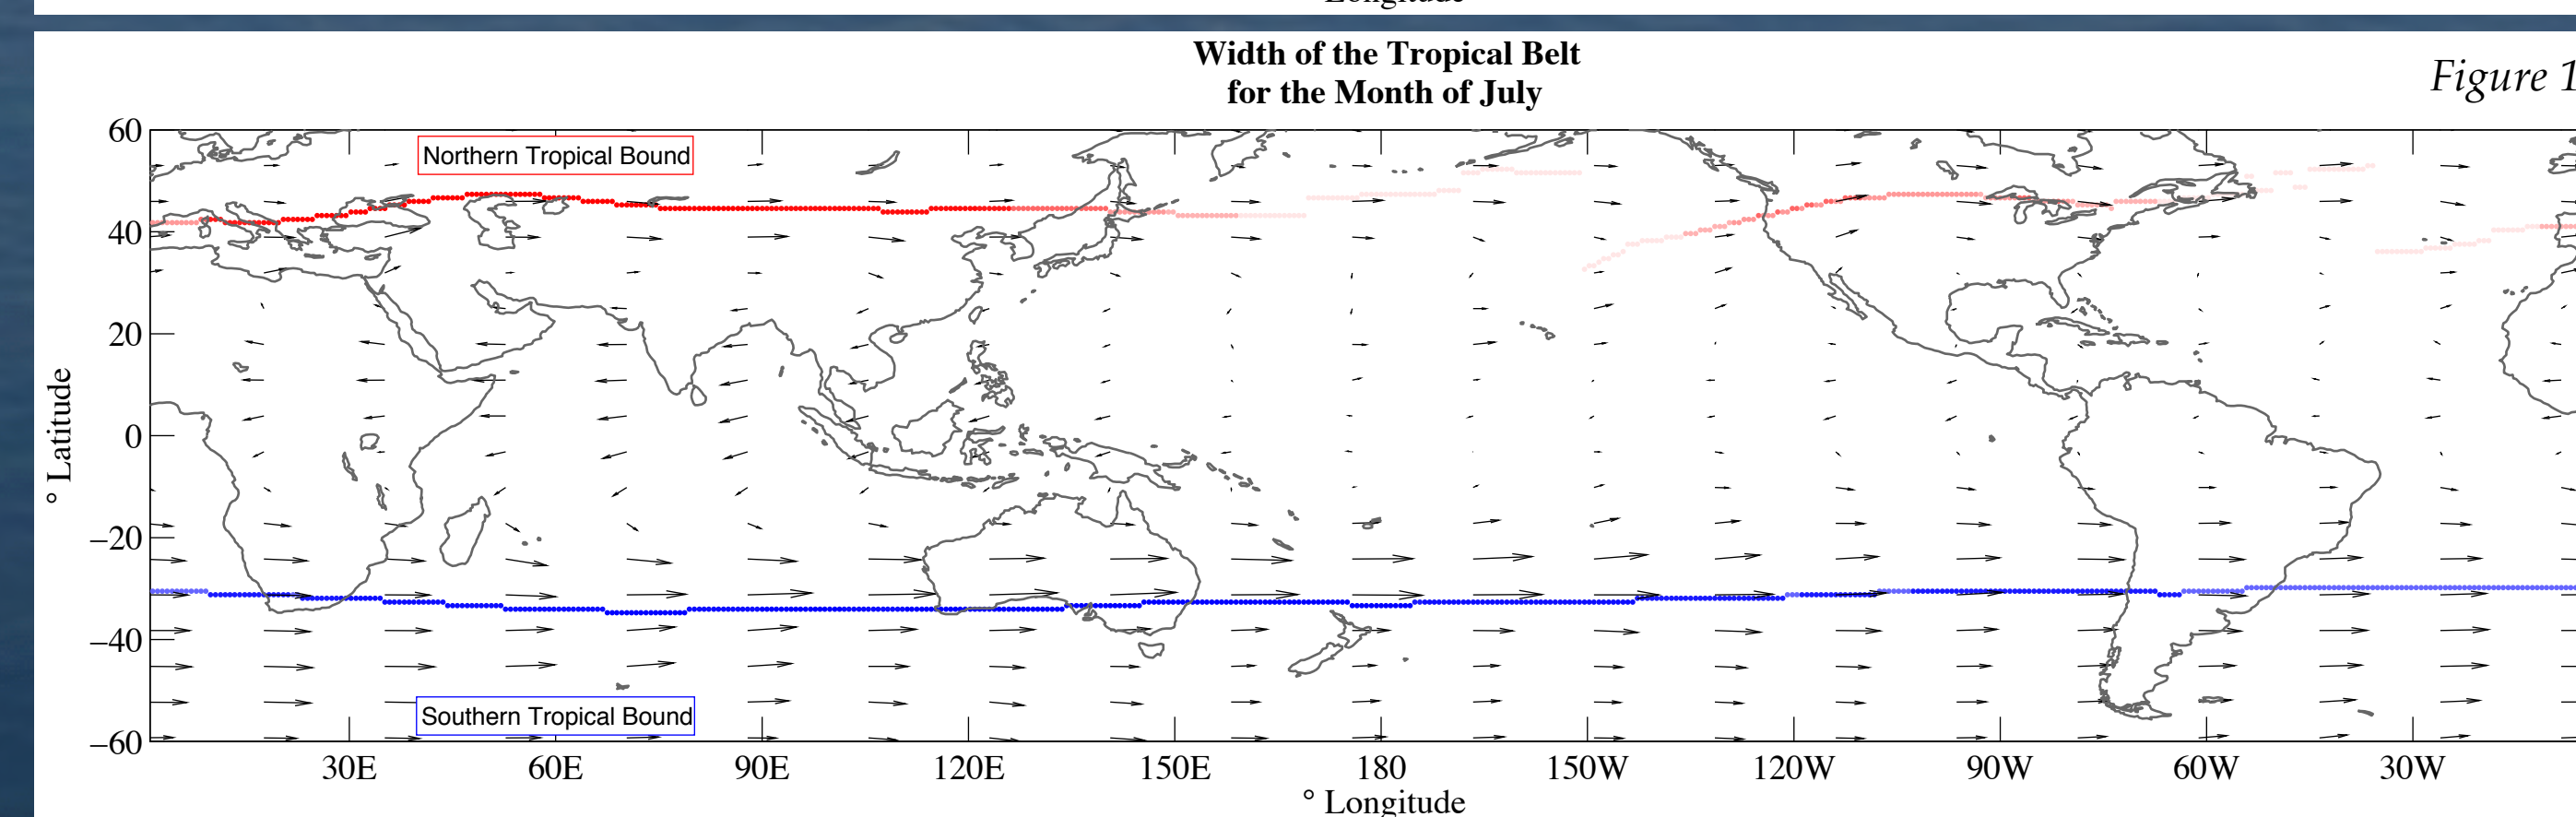 Longitude
Width of the Tropical Belt
for the Month of July
Figure 1
60
40
20
0
−20
−40
−60
° Latitude
Northern Tropical Bound
Southern Tropical Bound
30E 60E 90E 120E 150E 180 150W 120W 90W 60W 30W
° Longitude